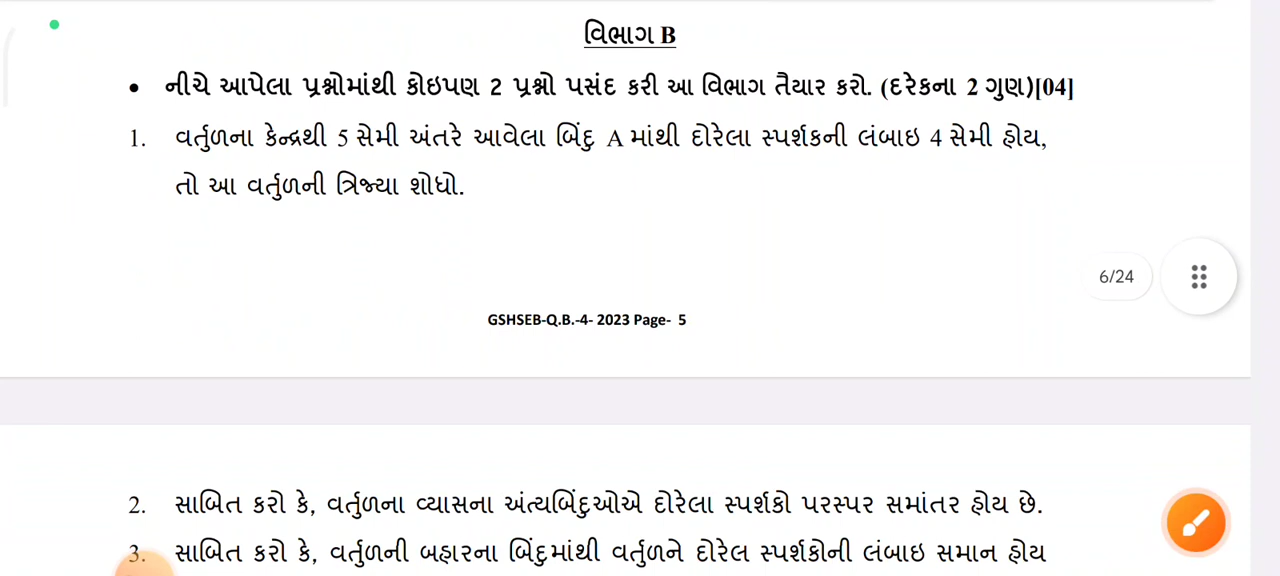 વિભાગ B
• નીચે આપેલા પ્રશ્નોમાંથી કોઇપણ 2 પ્રશ્નો પસંદ કરી આ વિભાગ તૈયાર કરો. (દરેકના 2 ગુણ)[04]
1. વર્તુળના કેન્દ્રથી 5 સેમી અંતરે આવેલા બિંદુ A માંથી દોરેલા સ્પર્શકની લંબાઇ 4 સેમી હોય,
તો આ વર્તુળની ત્રિજ્યા શોધો.
6/24
GSHSEB-Q.B.-4- 2023 Page- 5
2. સાબિત કરો કે, વર્તુળના વ્યાસના અંત્યબિંદુઓએ દોરેલા સ્પર્શકો પરસ્પર સમાંતર હોય છે.
3. સાબિત કરો કે, વર્તુળની બહારના બિંદુમાંથી વર્તુળને દોરેલ સ્પર્શકોની લંબાઇ સમાન હોય